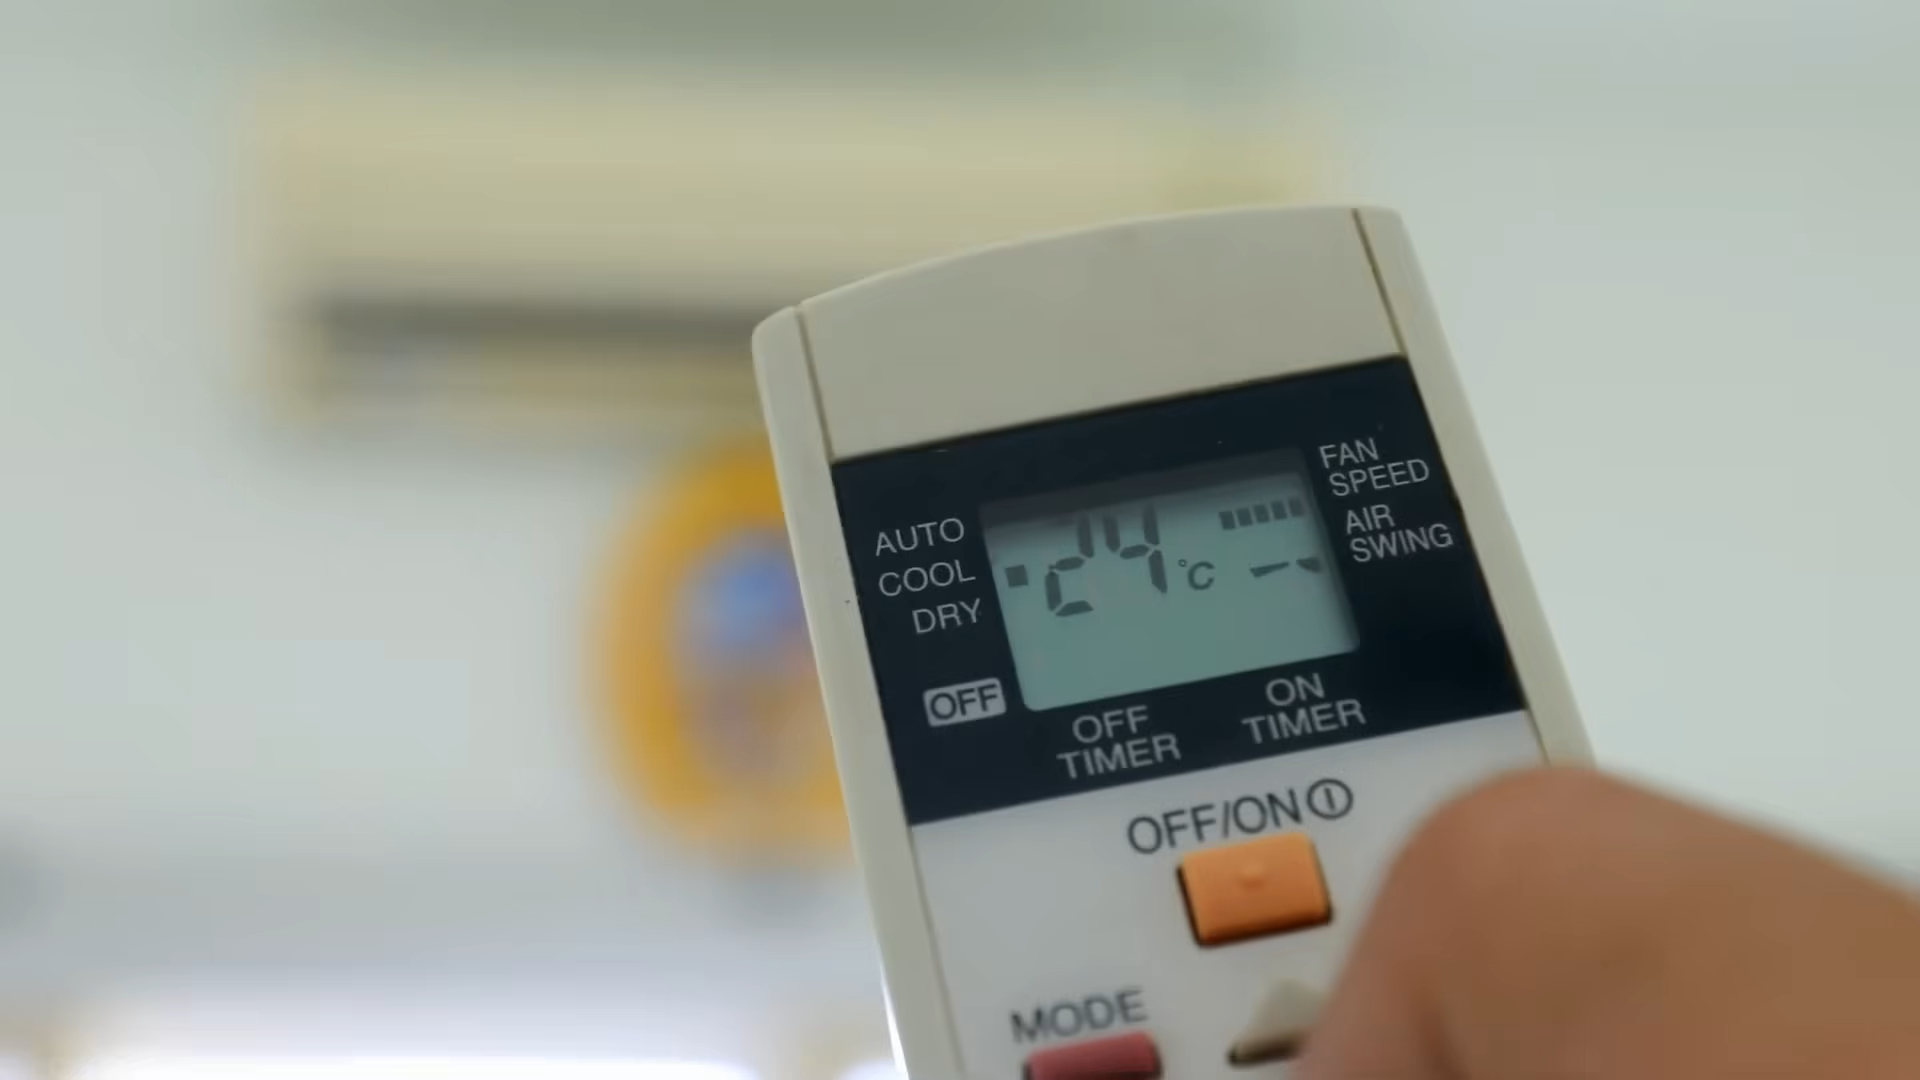 FAN
SPEED
AUTO
COOL
DRY
24°C
AIR
SWING
OFF
OFF
TIMER
ON
TIMER
OFF/ON
MODE